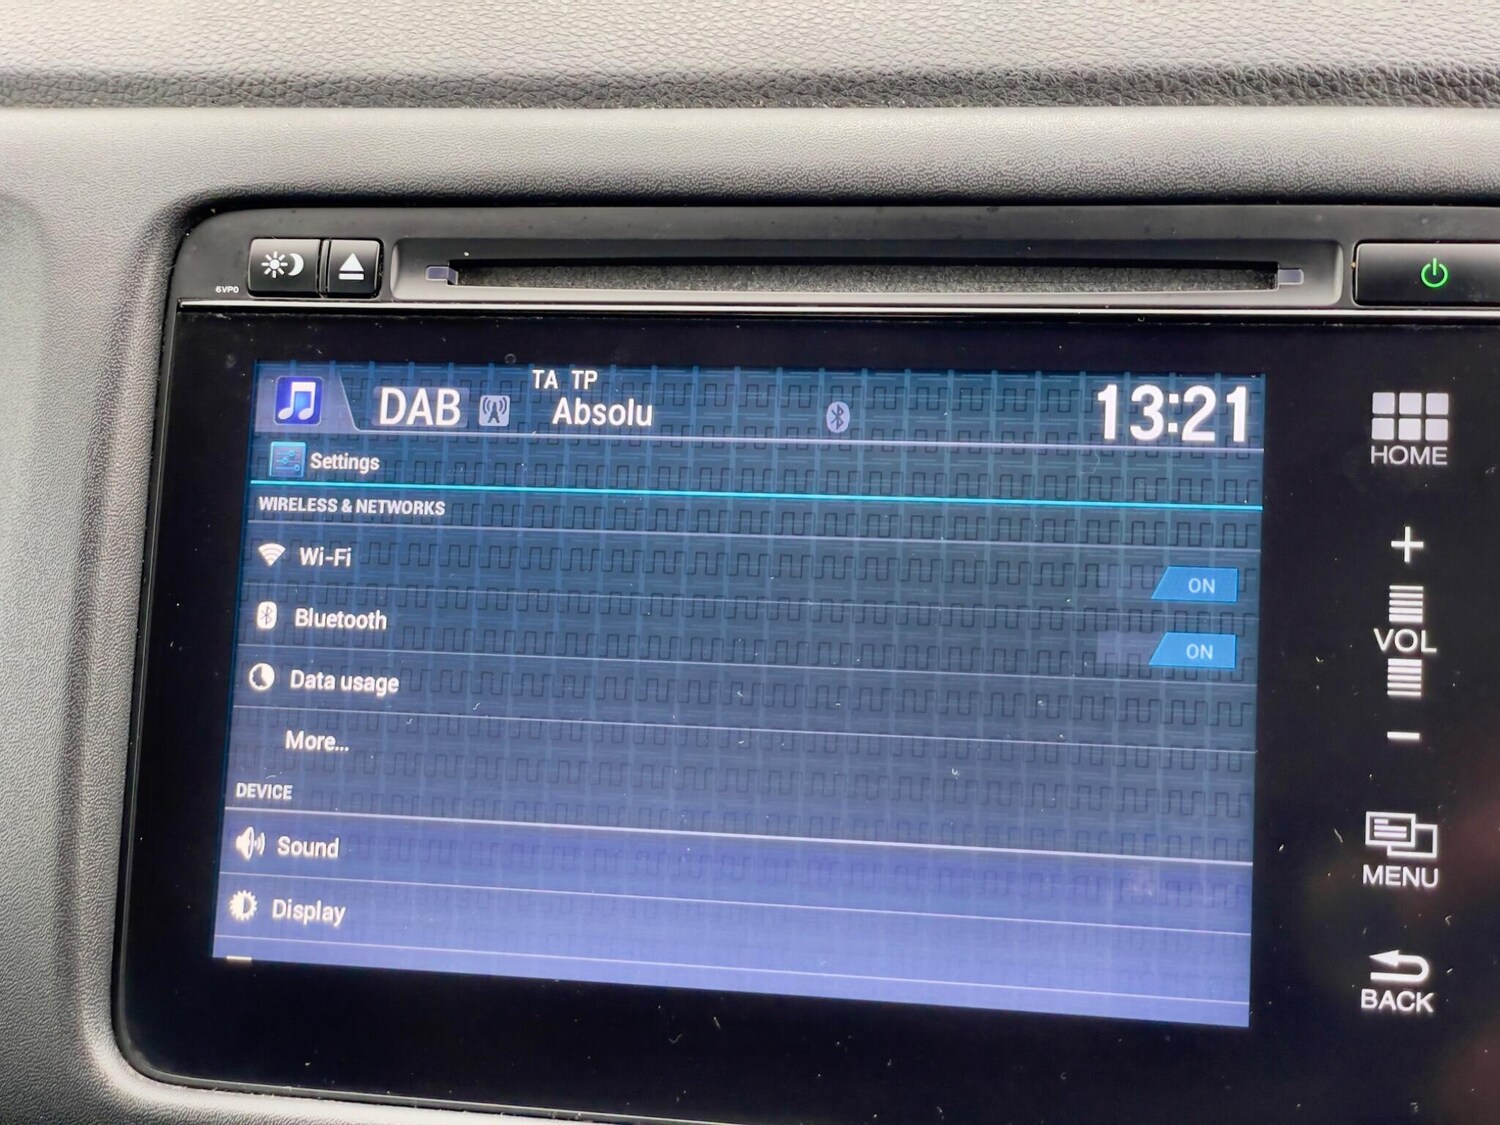 6VP0
TA TP
DAB Absolu 13:21
Settings
WIRELESS & NETWORKS
Wi-Fi ON
Bluetooth ON
Data usage
More...
DEVICE
Sound
Display
HOME
+
VOL
-
MENU
BACK